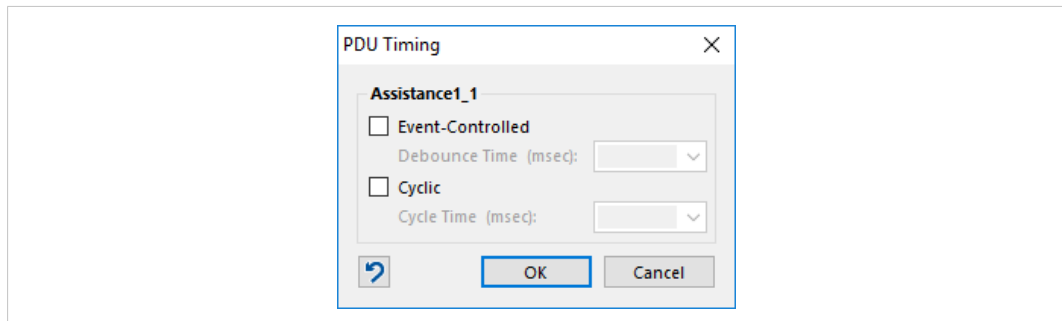 PDU Timing
Assistance1_1
Event-Controlled
Debounce Time (msec):
Cyclic
Cycle Time (msec):
OK Cancel